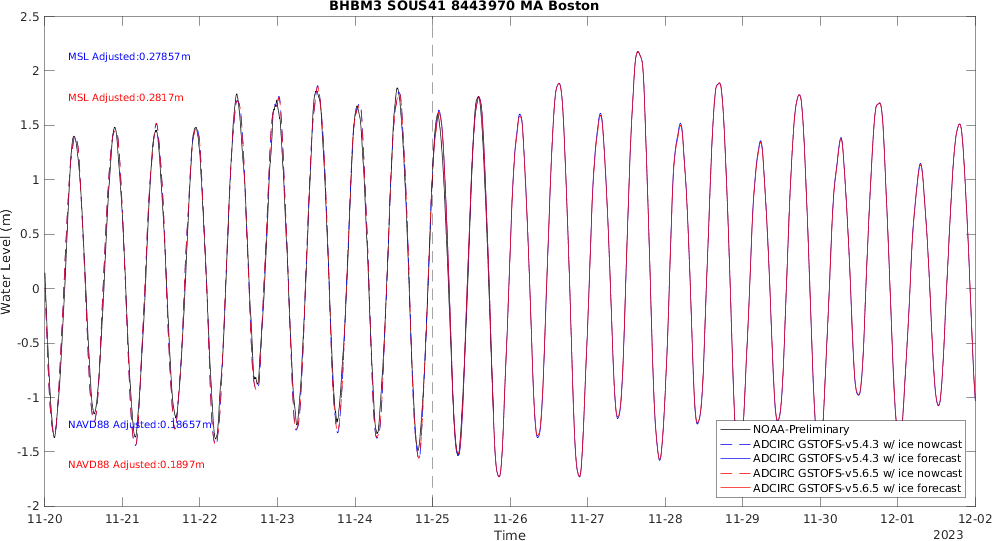 BHBM3 SOUS41 8443970 MA Boston
2.5
2
1.5
1
0.5
0
-0.5
-1
-1.5
-2
Water Level (m)
MSL Adjusted:0.27857m
MSL Adjusted:0.2817m
NAVD88 Adjusted:0.18657m
NAVD88 Adjusted:0.1897m
NOAA-Preliminary
ADCIRC GSTOFS-v5.4.3 w/ ice nowcast
ADCIRC GSTOFS-v5.4.3 w/ ice forecast
ADCIRC GSTOFS-v5.6.5 w/ ice nowcast
ADCIRC GSTOFS-v5.6.5 w/ ice forecast
11-20 11-21 11-22 11-23 11-24 11-25 11-26 11-27 11-28 11-29 11-30 12-01 12-02
Time
2023